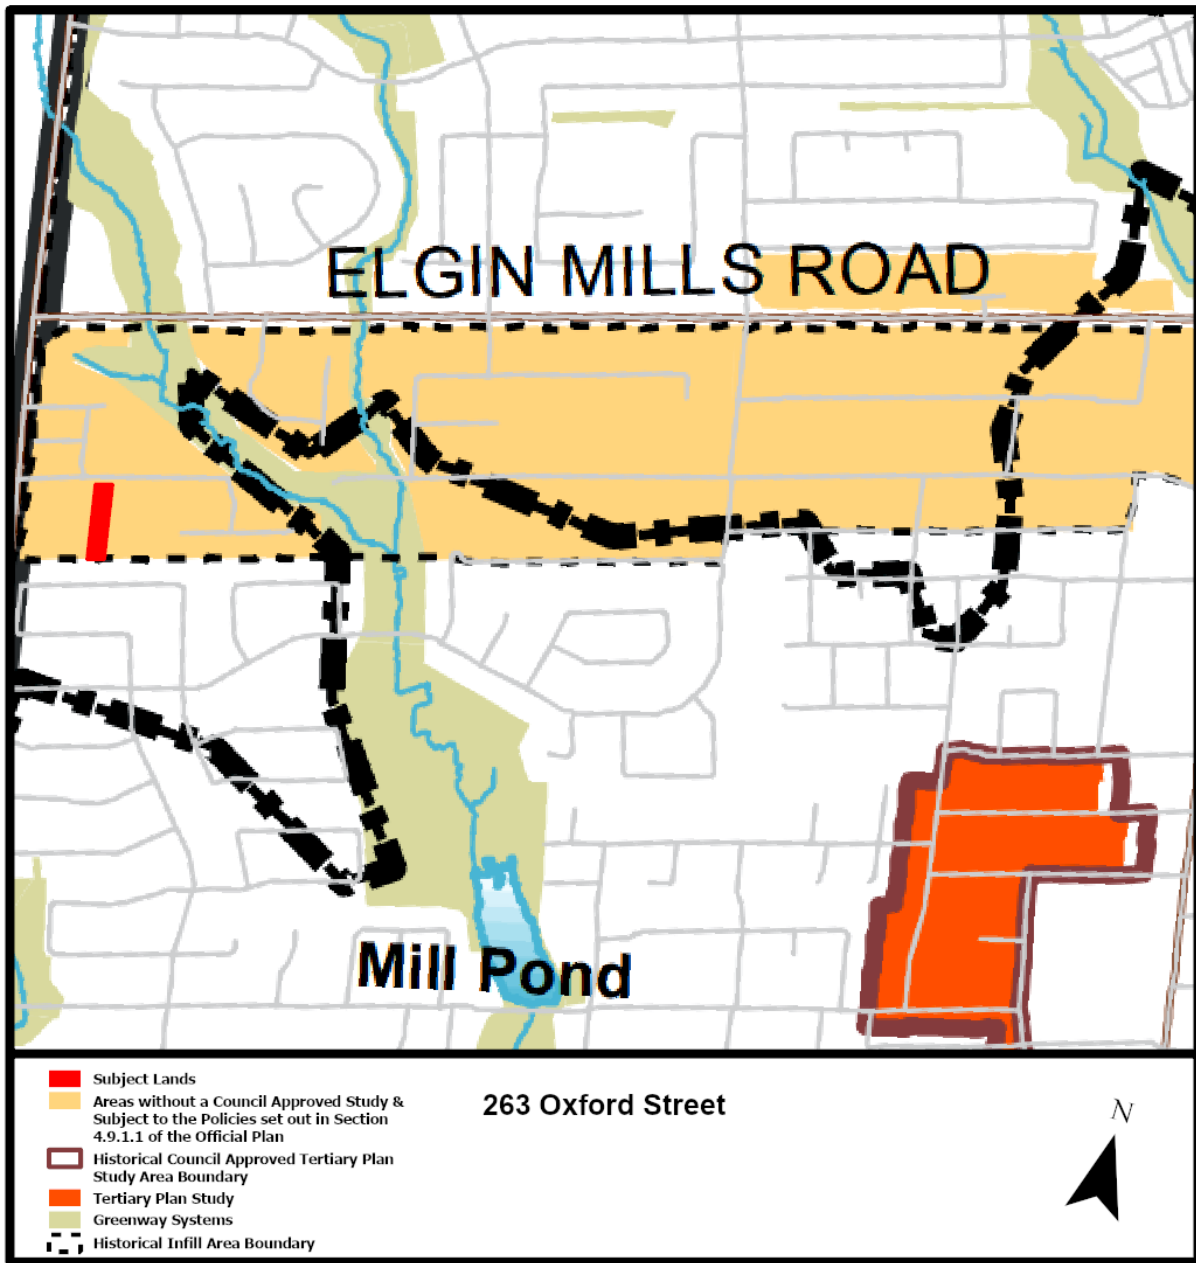 ELGIN MILLS ROAD
Mill Pond
Subject Lands
Areas without a Council Approved Study &
Subject to the Policies set out in Section
4.9.1.1 of the Official Plan
Historical Council Approved Tertiary Plan
Study Area Boundary
Tertiary Plan Study
Greenway Systems
Historical Infill Area Boundary
263 Oxford Street
N